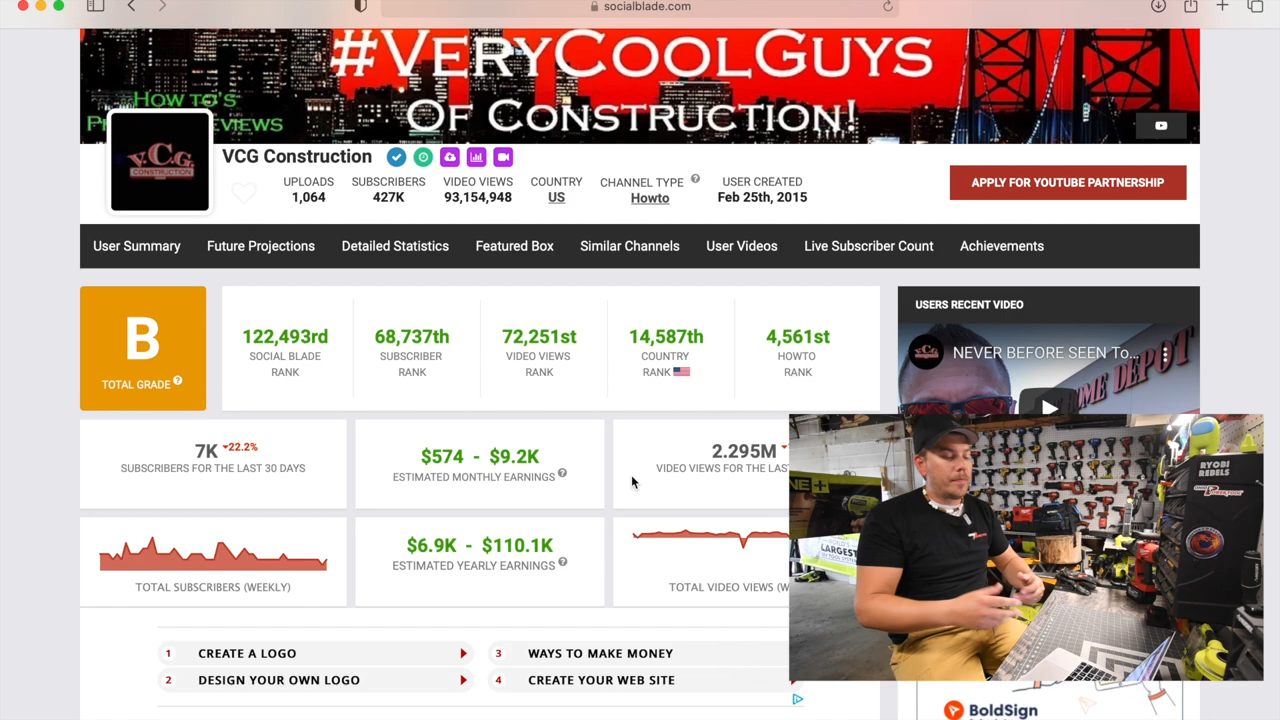 socialblade.com
#VERYCOOLGUYS
HOW TO'S
OF CONSTRUCTION!
V.C.G.
CONSTRUCTION
VCG Construction
UPLOADS
1,064
SUBSCRIBERS
427K
VIDEO VIEWS
93,154,948
COUNTRY
US
CHANNEL TYPE ?
Howto
USER CREATED
Feb 25th, 2015
APPLY FOR YOUTUBE PARTNERSHIP
User Summary
Future Projections
Detailed Statistics
Featured Box
Similar Channels
User Videos
Live Subscriber Count
Achievements
B
TOTAL GRADE ?
122,493rd
SOCIAL BLADE
RANK
68,737th
SUBSCRIBER
RANK
72,251st
VIDEO VIEWS
RANK
14,587th
COUNTRY
RANK
4,561st
HOWTO
RANK
USERS RECENT VIDEO
NEVER BEFORE SEEN To...
HOME DEPOT
7K -22.2%
SUBSCRIBERS FOR THE LAST 30 DAYS
$574 - $9.2K
ESTIMATED MONTHLY EARNINGS ?
2.295M
VIDEO VIEWS FOR THE LAS
TOTAL SUBSCRIBERS (WEEKLY)
$6.9K - $110.1K
ESTIMATED YEARLY EARNINGS ?
TOTAL VIDEO VIEWS (W
RYOBI
REBELS
LARGEST
1 CREATE A LOGO
2 DESIGN YOUR OWN LOGO
3 WAYS TO MAKE MONEY
4 CREATE YOUR WEB SITE
BoldSign